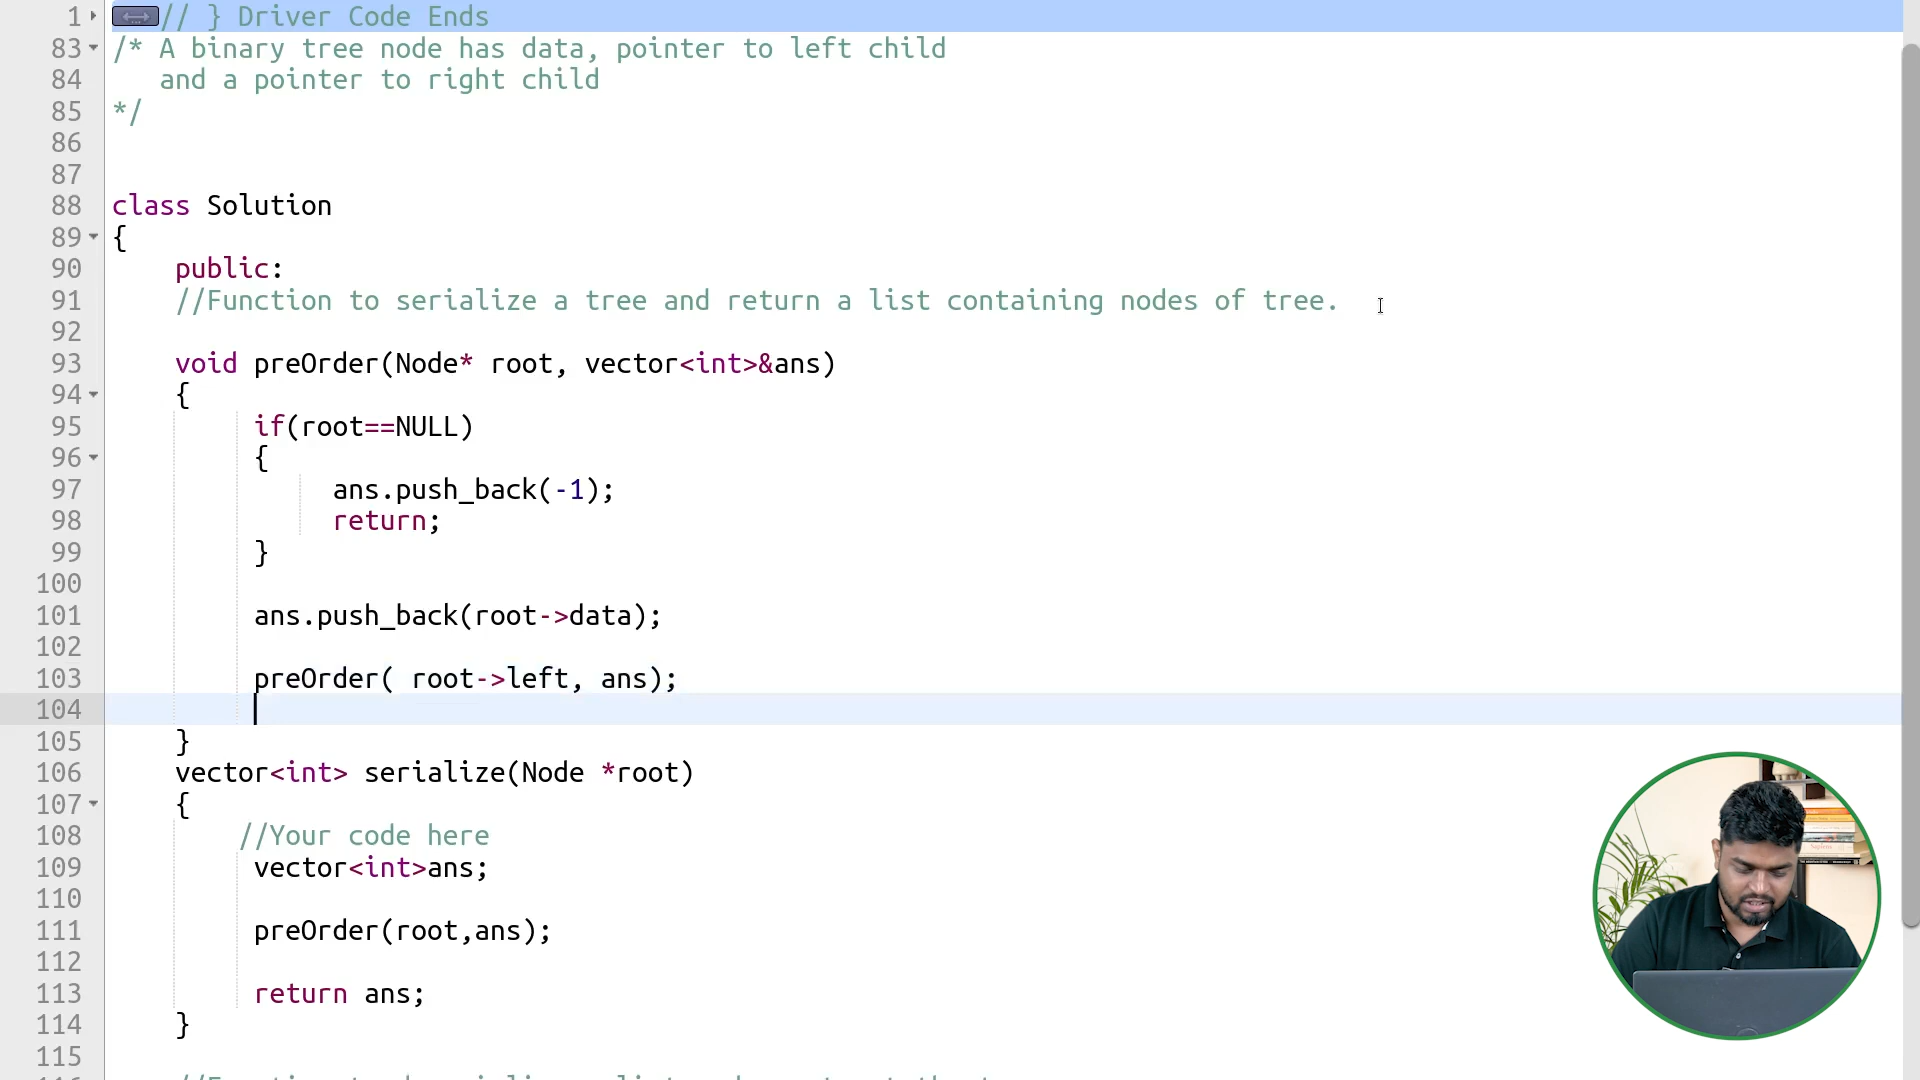 1 // } Driver Code Ends
83 /* A binary tree node has data, pointer to left child
84 and a pointer to right child
85 */
86
87
88 class Solution
89 {
90 public:
91 //Function to serialize a tree and return a list containing nodes of tree.
92
93 void preOrder(Node* root, vector<int>&ans)
94 {
95 if(root==NULL)
96 {
97 ans.push_back(-1);
98 return;
99 }
100
101 ans.push_back(root->data);
102
103 preOrder( root->left, ans);
104
105 }
106 vector<int> serialize(Node *root)
107 {
108 //Your code here
109 vector<int>ans;
110
111 preOrder(root,ans);
112
113 return ans;
114 }
115